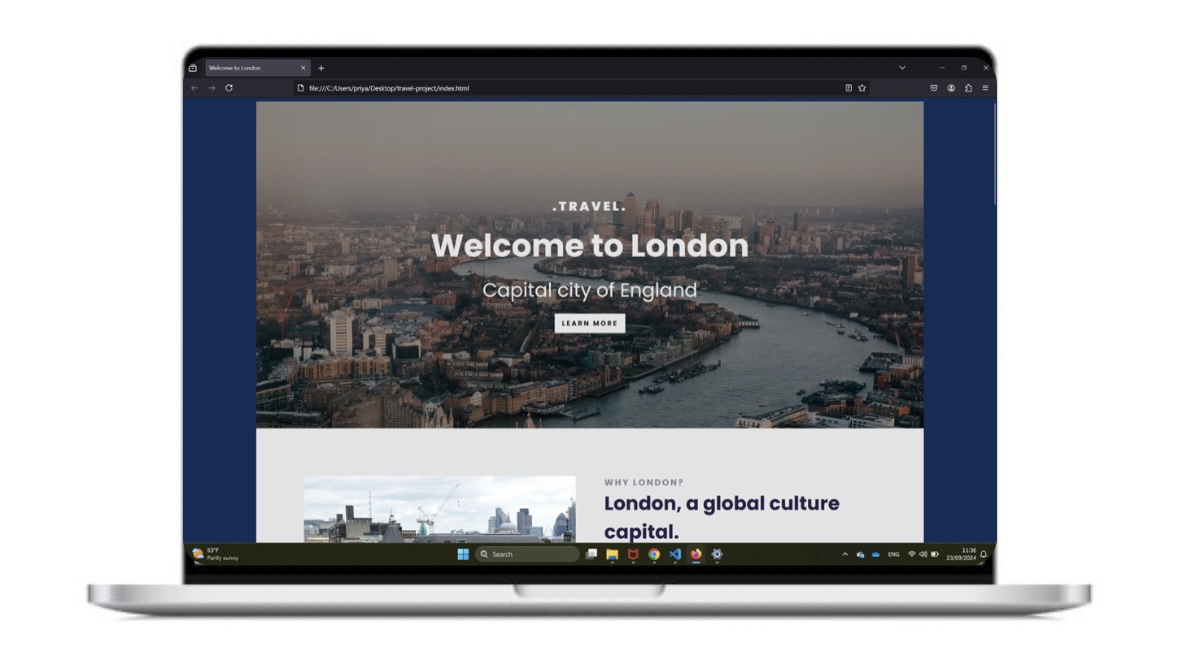 Welcome to London
file:///C:/Users/priya/Desktop/travel-project/index.html
.TRAVEL.
Welcome to London
Capital city of England
LEARN MORE
WHY LONDON?
London, a global culture
capital.
63°F
Partly sunny
Search
ENG
11:36
23/09/2024